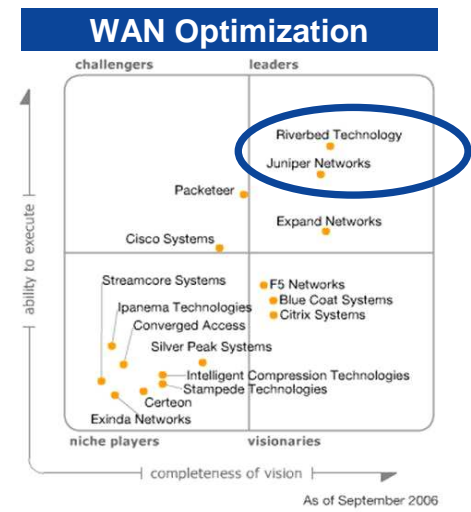 WAN Optimization
challengers
leaders
Riverbed Technology
Juniper Networks
Packeteer
Expand Networks
Cisco Systems
ability to execute
Streamcore Systems
F5 Networks
Blue Coat Systems
Ipanema Technologies
Citrix Systems
Converged Access
Silver Peak Systems
Intelligent Compression Technologies
Stampede Technologies
Certeon
Exinda Networks
niche players
visionaries
completeness of vision
As of September 2006